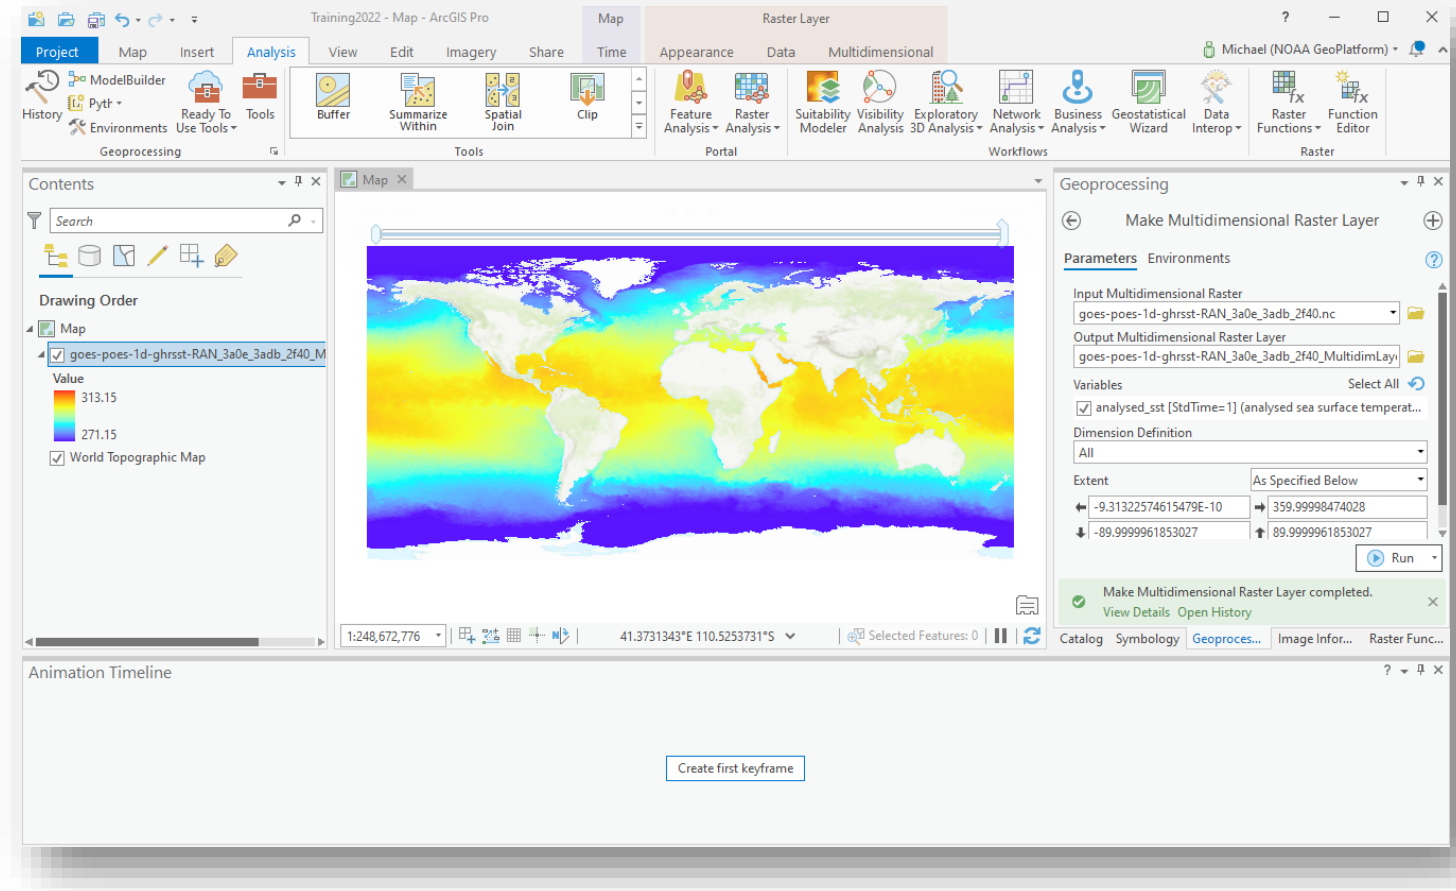 Training2022 - Map - ArcGIS Pro
Map
Raster Layer
?
Project
Map
Insert
Analysis
View
Edit
Imagery
Share
Time
Appearance
Data
Multidimensional
Michael (NOAA GeoPlatform)
History
ModelBuilder
Environments
Ready To
Use Tools
Tools
Geoprocessing
Buffer
Summarize
Within
Spatial
Join
Clip
Tools
Feature
Analysis
Raster
Analysis
Portal
Suitability
Modeler
Visibility
Analysis
Exploratory
3D Analysis
Network
Analysis
Business
Analysis
Geostatistical
Wizard
Data
Interop
Workflows
Raster
Functions
Function
Editor
Raster
Contents
Search
Drawing Order
Map
goes-poes-1d-ghrsst-RAN_3a0e_3adb_2f40_M
Value
313.15
271.15
World Topographic Map
Map
1:248,672,776
41.3731343°E 110.5253731°S
Selected Features: 0
Geoprocessing
Make Multidimensional Raster Layer
Parameters Environments
?
Input Multidimensional Raster
goes-poes-1d-ghrsst-RAN_3a0e_3adb_2f40.nc
Output Multidimensional Raster Layer
goes-poes-1d-ghrsst-RAN_3a0e_3adb_2f40_MultidimLay
Variables Select All
analysed_sst [StdTime=1] (analysed sea surface temperat...
Dimension Definition
All
Extent As Specified Below
-9.31322574615479E-10 359.99998474028
-89.9999961853027 89.9999961853027
Run
Make Multidimensional Raster Layer completed.
View Details Open History
Catalog Symbology Geoproces... Image Infor... Raster Func...
Animation Timeline
?
Create first keyframe